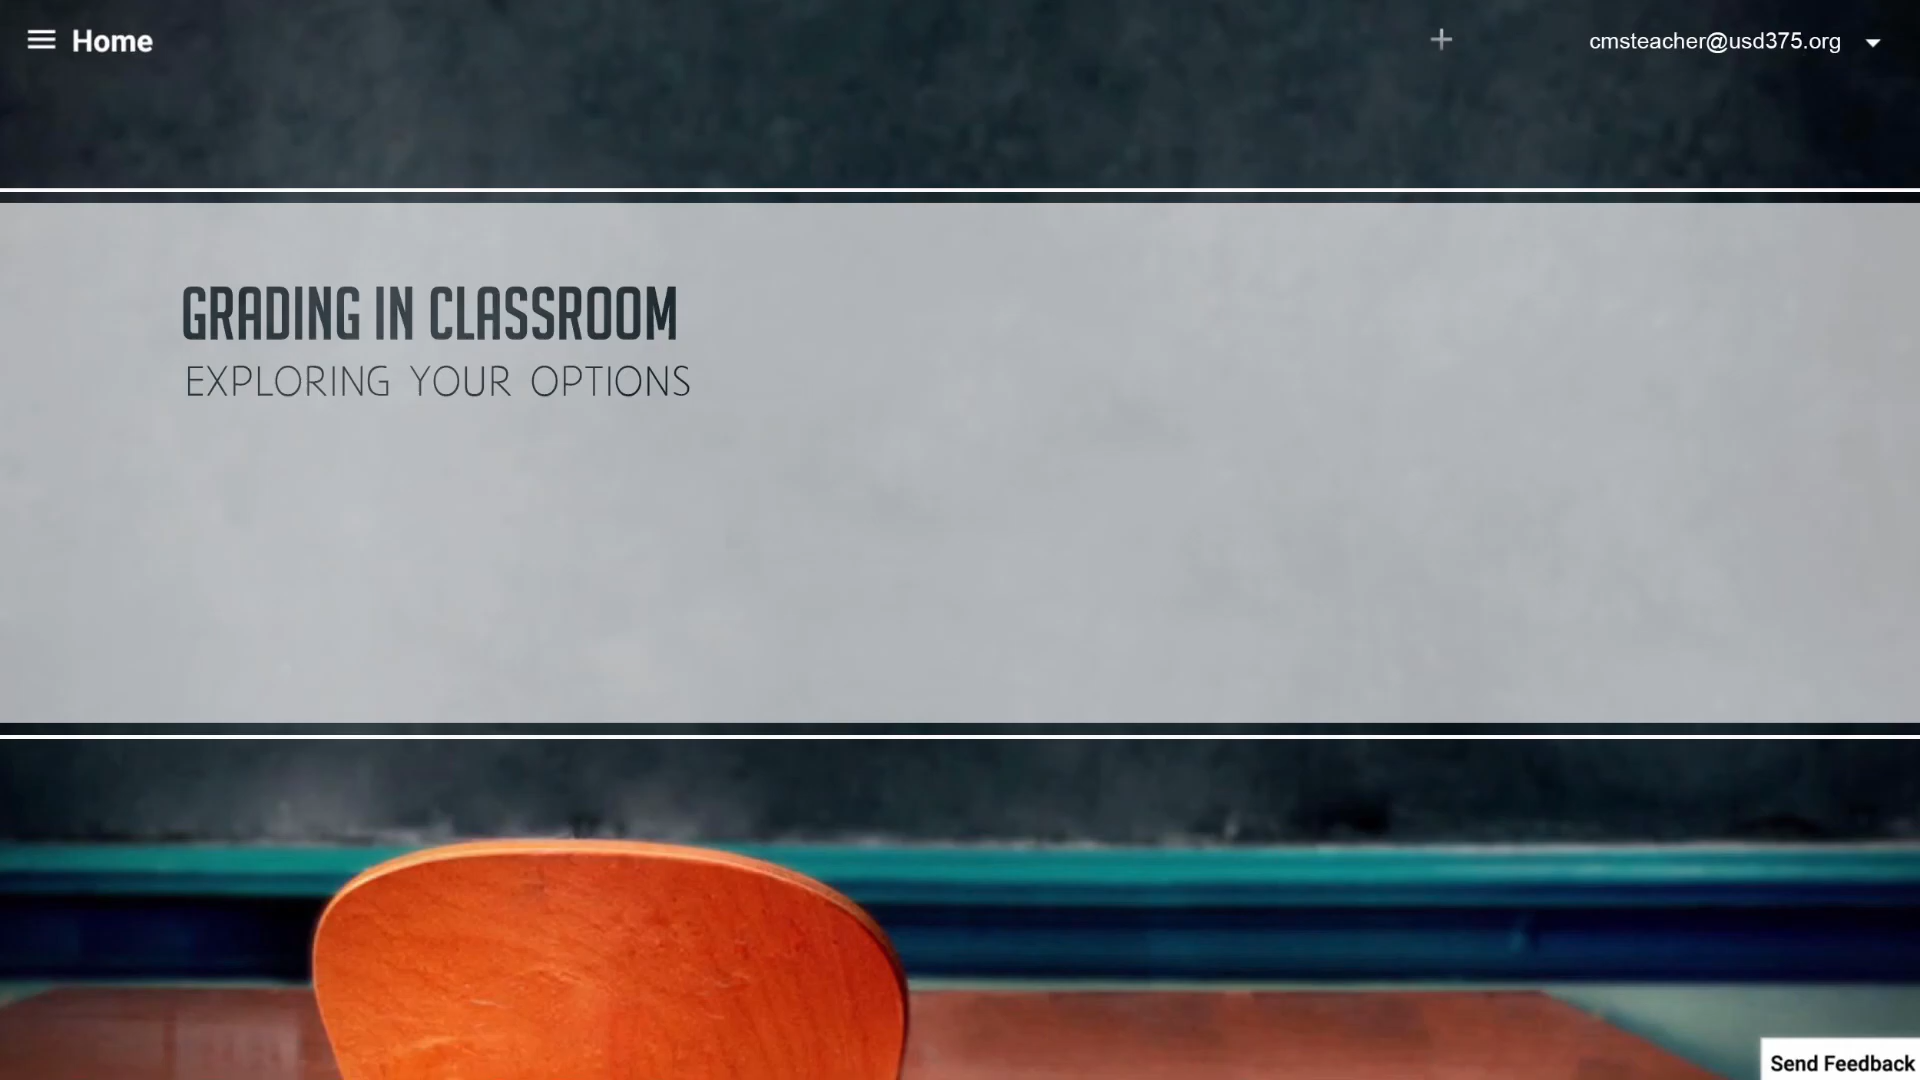 Home
cmsteacher@usd375.org
GRADING IN CLASSROOM
EXPLORING YOUR OPTIONS
Send Feedback